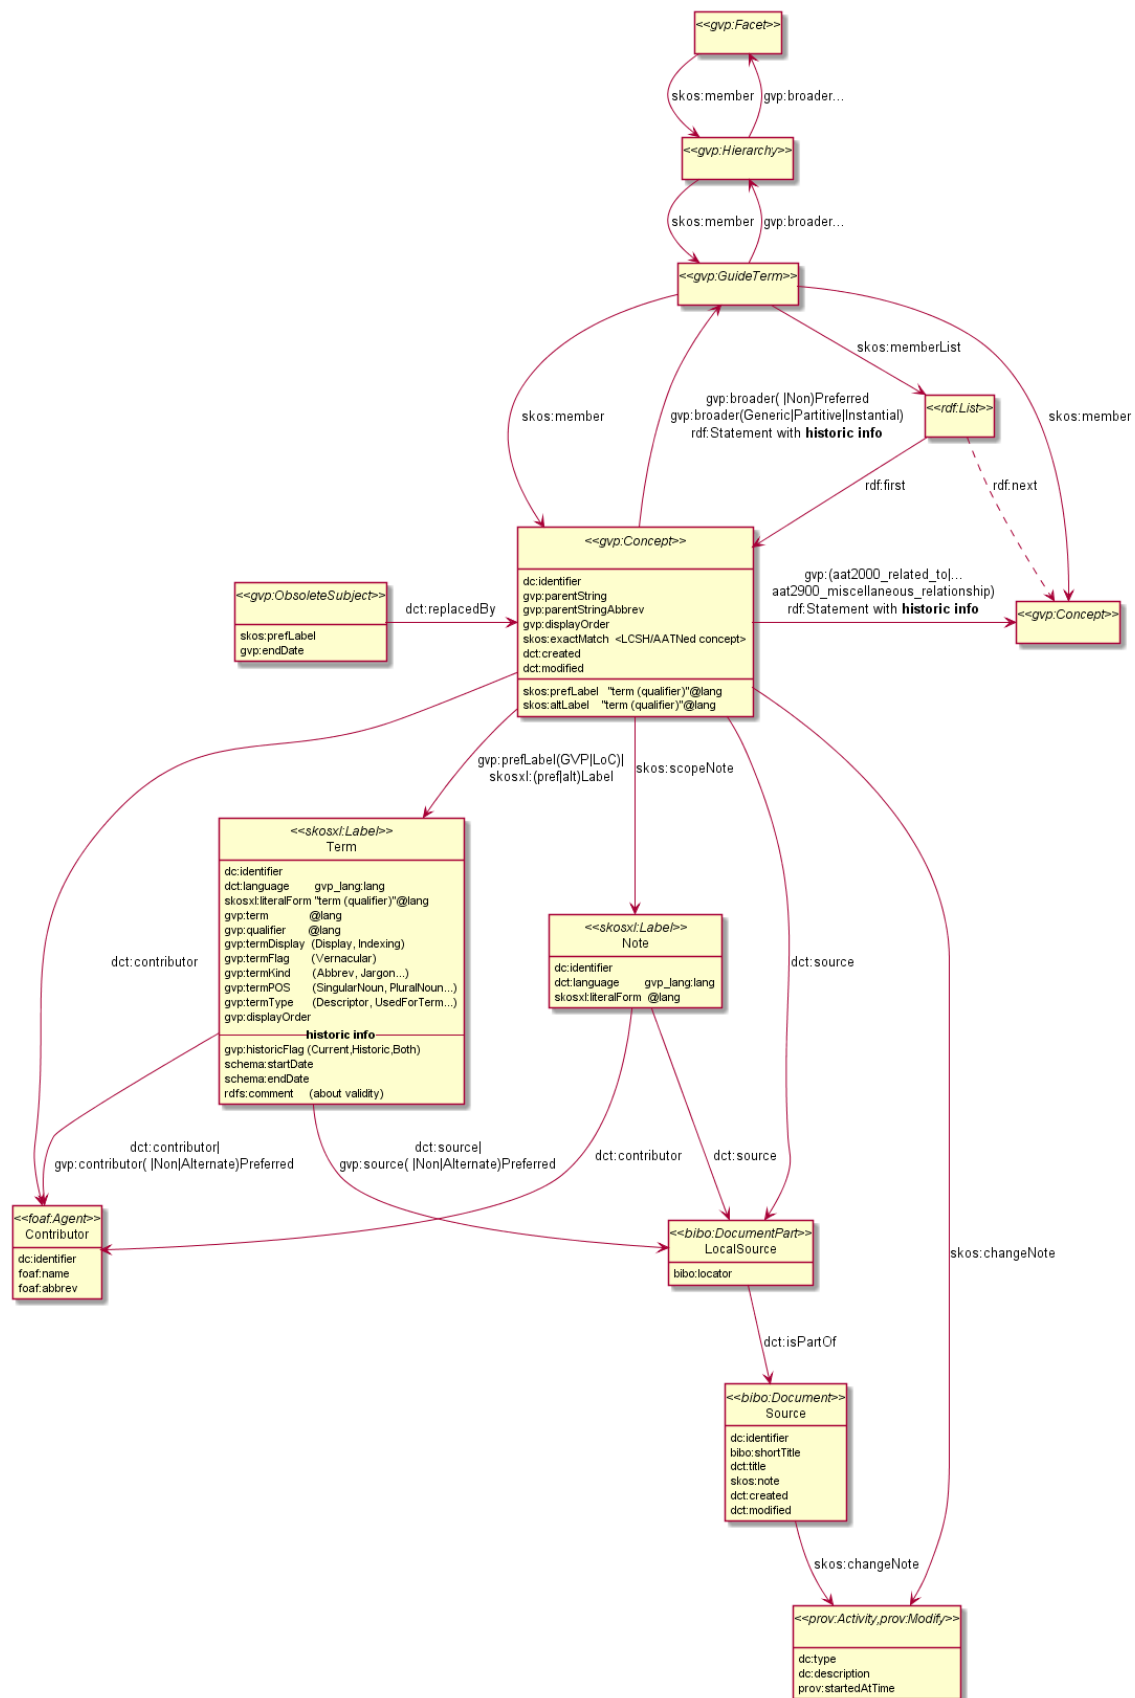 <<gvp:Facet>>
skos:member
gvp:broader...
<<gvp:Hierarchy>>
skos:member
gvp:broader...
<<gvp:GuideTerm>>
skos:memberList
gvp:broader( |Non)Preferred
gvp:broader(Generic|Partitive|Instantial)
rdf:Statement with historic info
<<rdf:List>>
skos:member
skos:member
rdf:first
rdf:next
<<gvp:Concept>>
dc:identifier
gvp:parentString
gvp:parentStringAbbrev
gvp:displayOrder
skos:exactMatch <LCSH/AATNed concept>
dct:created
dct:modified
skos:prefLabel "term (qualifier)"@lang
skos:altLabel "term (qualifier)"@lang
<<gvp:ObsoleteSubject>>
skos:prefLabel
gvp:endDate
dct:replacedBy
gvp:(aat2000_related_to|...
aat2900_miscellaneous_relationship)
rdf:Statement with historic info
<<gvp:Concept>>
gvp:prefLabel(GVP|LoC)|
skosxl:(pref|alt)Label
skos:scopeNote
<<skosxl:Label>>
Term
dc:identifier
dct:language gvp_lang:lang
skosxl:literalForm "term (qualifier)"@lang
gvp:term @lang
gvp:qualifier @lang
gvp:termDisplay (Display, Indexing)
gvp:termFlag (Vernacular)
gvp:termKind (Abbrev, Jargon...)
gvp:termPOS (SingularNoun, PluralNoun...)
gvp:termType (Descriptor, UsedForTerm...)
gvp:displayOrder
historic info
gvp:historicFlag (Current,Historic,Both)
schema:startDate
schema:endDate
rdfs:comment (about validity)
<<skosxl:Label>>
Note
dc:identifier
dct:language gvp_lang:lang
skosxl:literalForm @lang
dct:contributor
dct:source
dct:contributor|
gvp:contributor( |Non|Alternate)Preferred
dct:source|
gvp:source( |Non|Alternate)Preferred
dct:contributor
dct:source
<<foaf:Agent>>
Contributor
dc:identifier
foaf:name
foaf:abbrev
<<bibo:DocumentPart>>
LocalSource
bibo:locator
skos:changeNote
dct:isPartOf
<<bibo:Document>>
Source
dc:identifier
bibo:shortTitle
dct:title
skos:note
dct:created
dct:modified
skos:changeNote
<<prov:Activity,prov:Modify>>
dc:type
dc:description
prov:startedAtTime